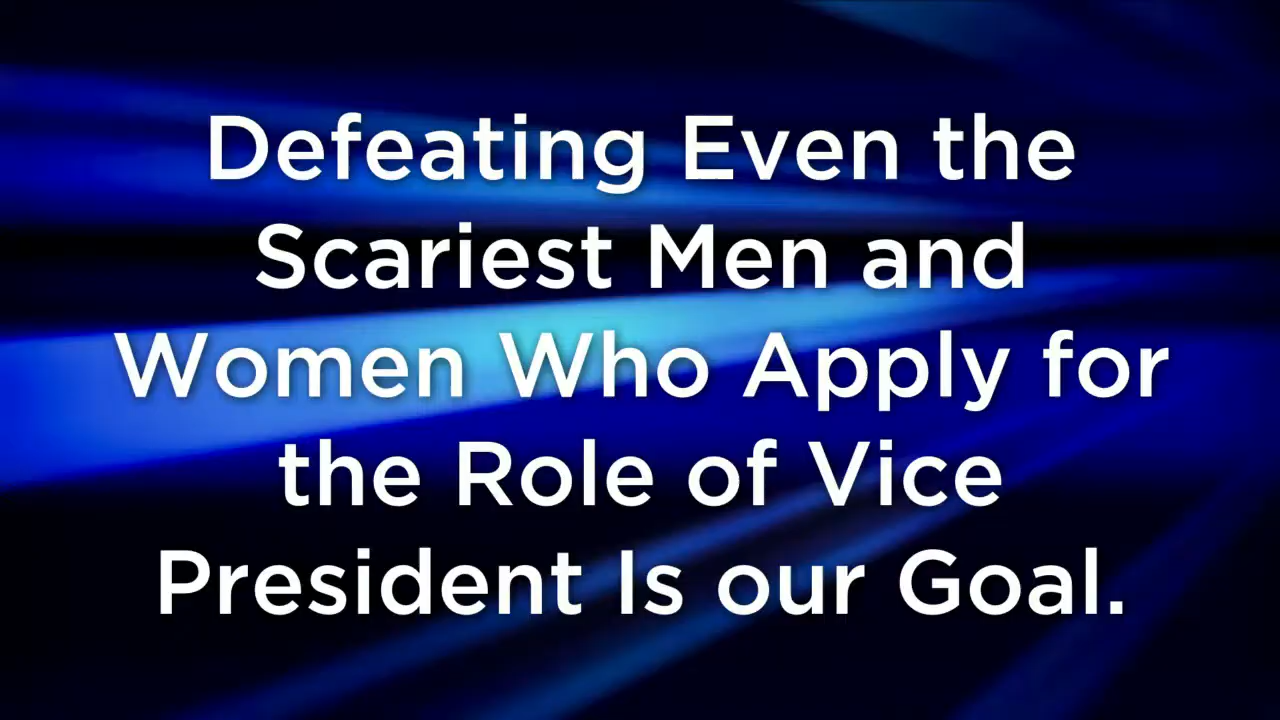 Defeating Even the
Scariest Men and
Women Who Apply for
the Role of Vice
President Is our Goal.